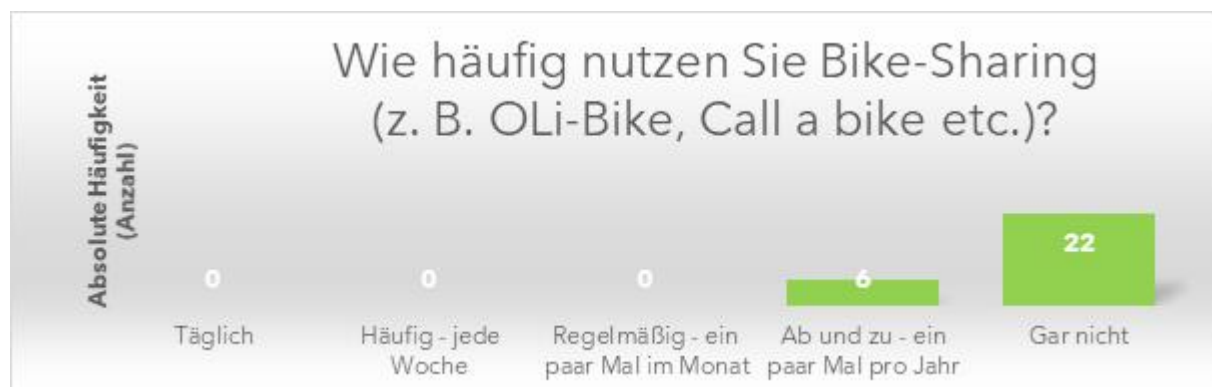 Wie häufig nutzen Sie Bike-Sharing
(z. B. OLi-Bike, Call a bike etc.)?
Absolute Häufigkeit
(Anzahl)
0
0
0
6
22
Täglich
Häufig - jede
Woche
Regelmäßig - ein
paar Mal im Monat
Ab und zu - ein
paar Mal pro Jahr
Gar nicht